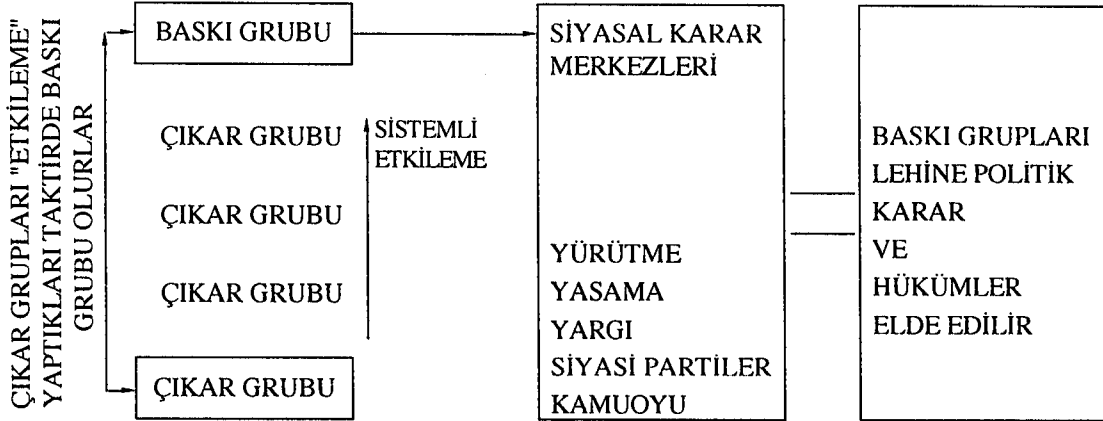 ÇIKAR GRUPLARI "ETKİLEME"
YAPTIKLARI TAKTİRDE BASKI
GRUBU OLURLAR
BASKI GRUBU
ÇIKAR GRUBU
ÇIKAR GRUBU
ÇIKAR GRUBU
ÇIKAR GRUBU
SİSTEMLİ
ETKİLEME
SİYASAL KARAR
MERKEZLERİ
YÜRÜTME
YASAMA
YARGI
SİYASİ PARTİLER
KAMUOYU
BASKI GRUPLARI
LEHİNE POLİTİK
KARAR
VE
HÜKÜMLER
ELDE EDİLİR